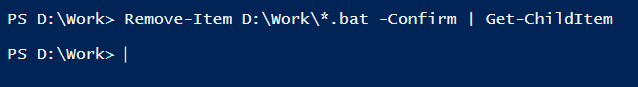 PS D:\Work> Remove-Item D:\Work\*.bat -Confirm | Get-ChildItem
PS D:\Work>